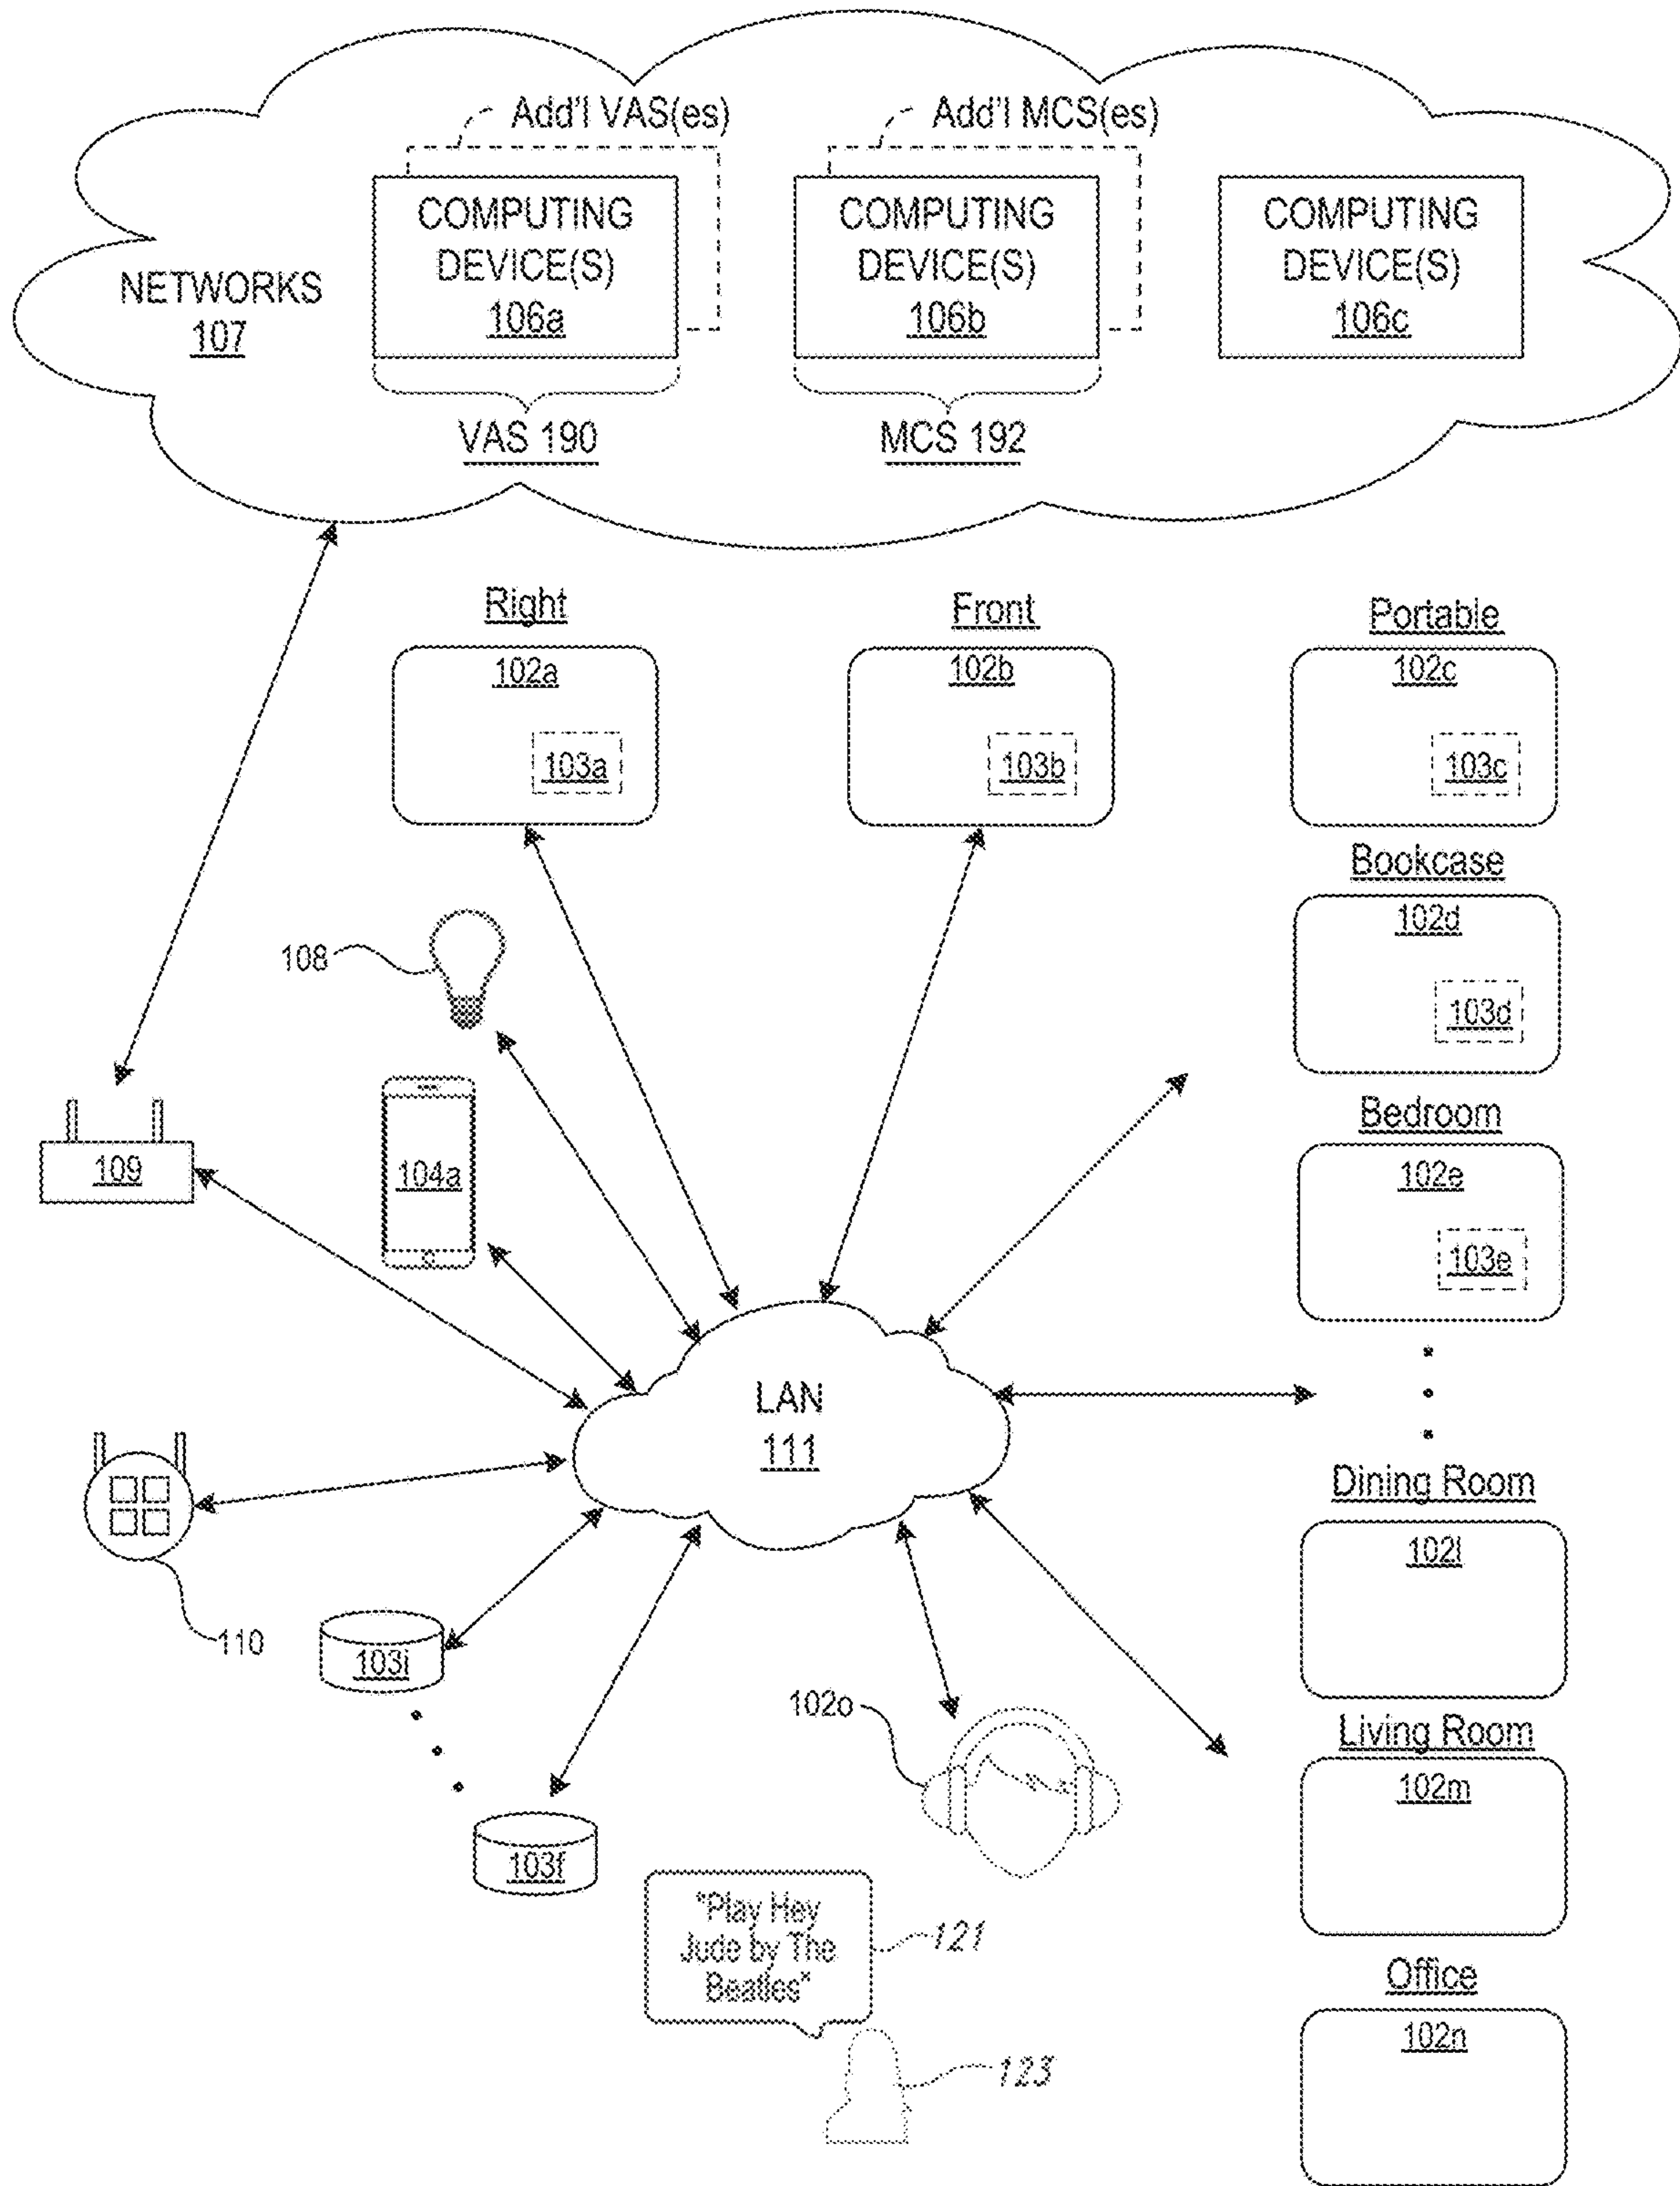 Add'l VAS(es)
Add'l MCS(es)
COMPUTING
DEVICE(S)
106a
COMPUTING
DEVICE(S)
106b
COMPUTING
DEVICE(S)
106c
NETWORKS
107
VAS 190
MCS 192
Right
102a
103a
Front
102b
103b
Portable
102c
103c
Bookcase
102d
103d
108
Bedroom
102e
103e
104a
109
LAN
111
110
Dining Room
102l
103i
102o
Living Room
102m
103f
"Play Hey
Jude by The
Beatles"
121
123
Office
102n